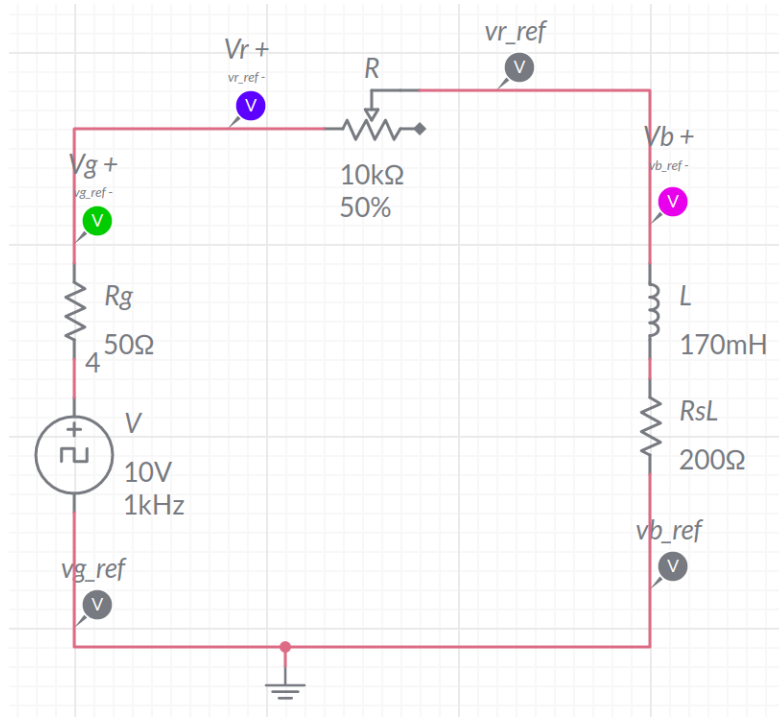 vr_ref
Vr +
vr_ref -
V
V
R
Vg +
vg_ref -
V
10kΩ
50%
Vb +
vb_ref -
V
Rg
50Ω
4
L
170mH
V
10V
1kHz
RsL
200Ω
vg_ref
V
vb_ref
V